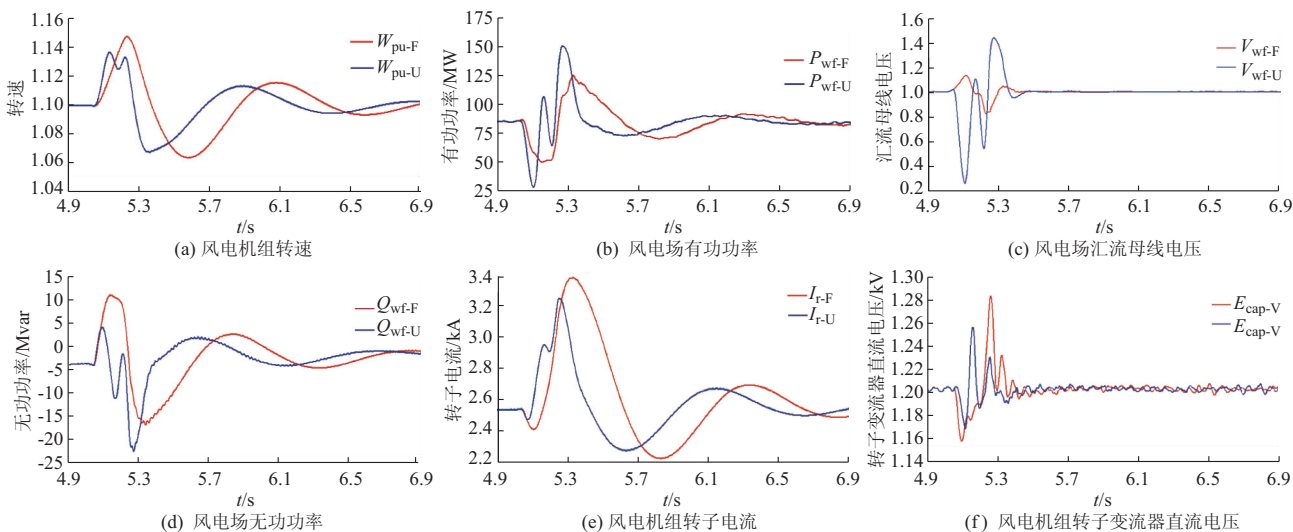 1.16
1.14
1.12
1.10
1.08
1.06
1.04
转速
W_pu-F
W_pu-U
4.9 5.3 5.7 6.1 6.5 6.9
t/s
(a) 风电机组转速
175
150
125
100
75
50
25
有功功率/MW
P_wf-F
P_wf-U
4.9 5.3 5.7 6.1 6.5 6.9
t/s
(b) 风电场有功功率
1.6
1.4
1.2
1.0
0.8
0.6
0.4
0.2
汇流母线电压
V_wf-F
V_wf-U
4.9 5.3 5.7 6.1 6.5 6.9
t/s
(c) 风电场汇流母线电压
15
10
5
0
-5
-10
-15
-20
-25
无功功率/Mvar
Q_wf-F
Q_wf-U
4.9 5.3 5.7 6.1 6.5 6.9
t/s
(d) 风电场无功功率
3.4
3.2
3.0
2.8
2.6
2.4
2.2
转子电流/kA
I_r-F
I_r-U
4.9 5.3 5.7 6.1 6.5 6.9
t/s
(e) 风电机组转子电流
1.30
1.28
1.26
1.24
1.22
1.20
1.18
1.16
1.14
转子变流器直流电压/kV
E_cap-V
E_cap-V
4.9 5.3 5.7 6.1 6.5 6.9
t/s
(f) 风电机组转子变流器直流电压